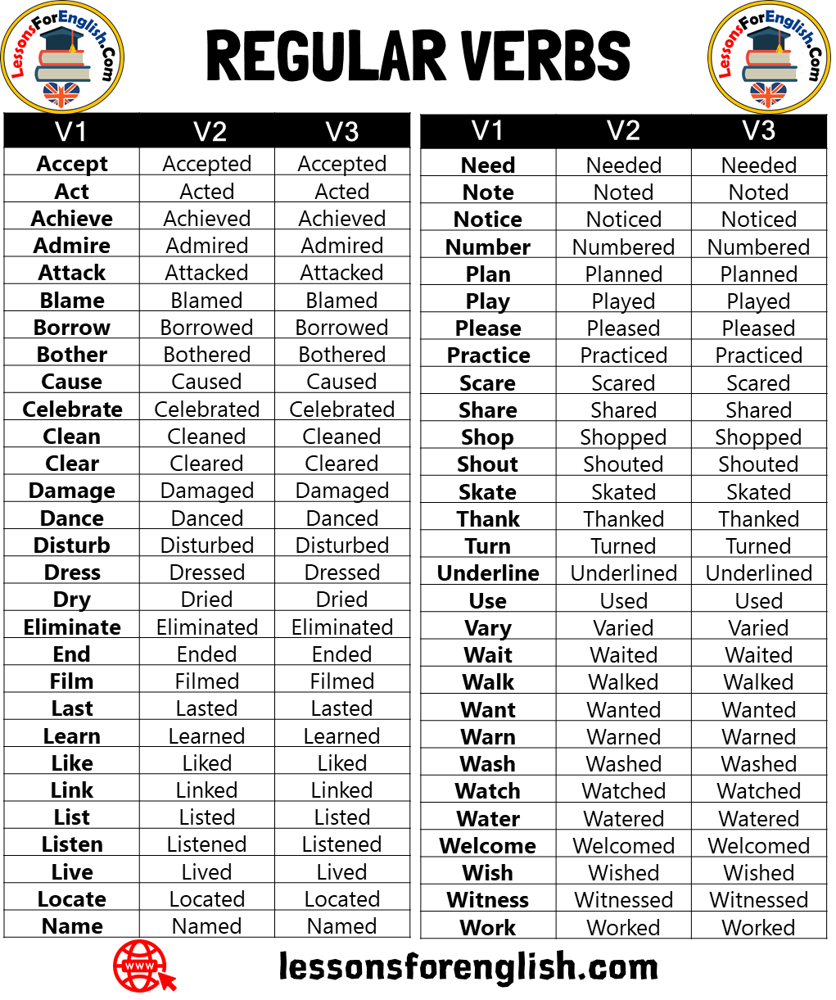 LessonsForEnglish.Com
REGULAR VERBS
LessonsForEnglish.Com
V1 V2 V3
Accept Accepted Accepted
Act Acted Acted
Achieve Achieved Achieved
Admire Admired Admired
Attack Attacked Attacked
Blame Blamed Blamed
Borrow Borrowed Borrowed
Bother Bothered Bothered
Cause Caused Caused
Celebrate Celebrated Celebrated
Clean Cleaned Cleaned
Clear Cleared Cleared
Damage Damaged Damaged
Dance Danced Danced
Disturb Disturbed Disturbed
Dress Dressed Dressed
Dry Dried Dried
Eliminate Eliminated Eliminated
End Ended Ended
Film Filmed Filmed
Last Lasted Lasted
Learn Learned Learned
Like Liked Liked
Link Linked Linked
List Listed Listed
Listen Listened Listened
Live Lived Lived
Locate Located Located
Name Named Named
V1 V2 V3
Need Needed Needed
Note Noted Noted
Notice Noticed Noticed
Number Numbered Numbered
Plan Planned Planned
Play Played Played
Please Pleased Pleased
Practice Practiced Practiced
Scare Scared Scared
Share Shared Shared
Shop Shopped Shopped
Shout Shouted Shouted
Skate Skated Skated
Thank Thanked Thanked
Turn Turned Turned
Underline Underlined Underlined
Use Used Used
Vary Varied Varied
Wait Waited Waited
Walk Walked Walked
Want Wanted Wanted
Warn Warned Warned
Wash Washed Washed
Watch Watched Watched
Water Watered Watered
Welcome Welcomed Welcomed
Wish Wished Wished
Witness Witnessed Witnessed
Work Worked Worked
WWW
lessonsforenglish.com